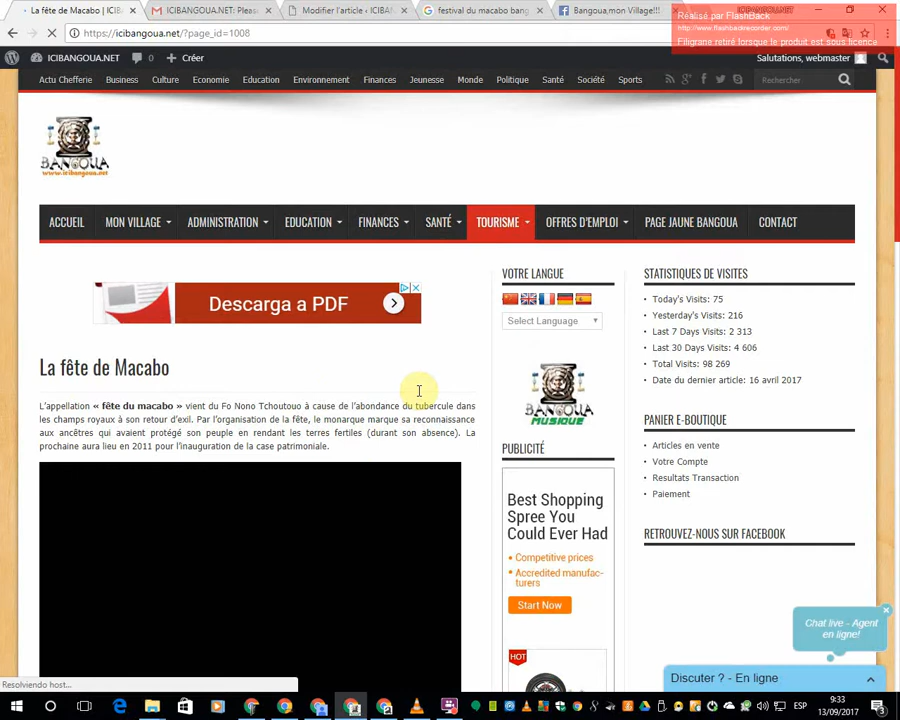 La fête de Macabo | ICIB
ICIBANGOUA.NET: Please
Modifier l'article ‹ ICIBAN
festival du macabo bang
Bangoua,mon Village!!!
Réalisé par FlashBack
http://www.flashbackrecorder.com/
Filigrane retiré lorsque le produit est sous licence
https://icibangoua.net/?page_id=1008
ICIBANGOUA.NET 0 Créer
Salutations, webmaster
Actu Chefferie Business Culture Economie Education Environnement Finances Jeunesse Monde Politique Santé Société Sports
Rechercher
BANGOUA
www.icibangoua.net
ACCUEIL MON VILLAGE ADMINISTRATION EDUCATION FINANCES SANTÉ TOURISME OFFRES D'EMPLOI PAGE JAUNE BANGOUA CONTACT
Descarga a PDF
La fête de Macabo
L'appellation « fête du macabo » vient du Fo Nono Tchoutouo à cause de l'abondance du tubercule dans
les champs royaux à son retour d'exil. Par l'organisation de la fête, le monarque marque sa reconnaissance
aux ancêtres qui avaient protégé son peuple en rendant les terres fertiles (durant son absence). La
prochaine aura lieu en 2011 pour l'inauguration de la case patrimoniale.
VOTRE LANGUE
Select Language
BANGOUA
MUSIQUE
PUBLICITÉ
Best Shopping
Spree You
Could Ever Had
• Competitive prices
• Accredited manufac-
turers
Start Now
HOT
STATISTIQUES DE VISITES
Today's Visits: 75
Yesterday's Visits: 216
Last 7 Days Visits: 2 313
Last 30 Days Visits: 4 606
Total Visits: 98 269
Date du dernier article: 16 avril 2017
PANIER E-BOUTIQUE
Articles en vente
Votre Compte
Resultats Transaction
Paiement
RETROUVEZ-NOUS SUR FACEBOOK
Chat live - Agent
en ligne!
Discuter ? - En ligne
Resolviendo host...
ESP
9:33
13/09/2017